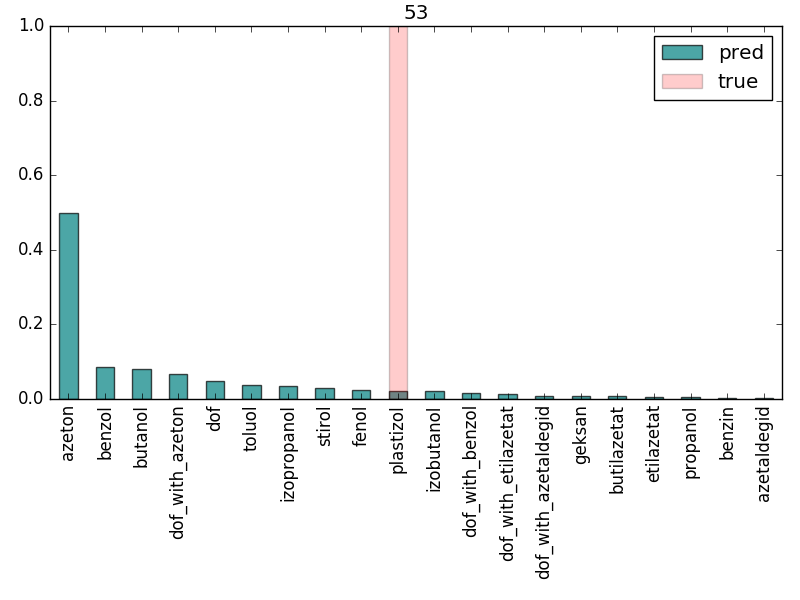 53
1.0
0.8
0.6
0.4
0.2
0.0
pred
true
azeton
benzol
butanol
dof_with_azeton
dof
toluol
izopropanol
stirol
fenol
plastizol
izobutanol
dof_with_benzol
dof_with_etilazetat
dof_with_azetaldegid
geksan
butilazetat
etilazetat
propanol
benzin
azetaldegid